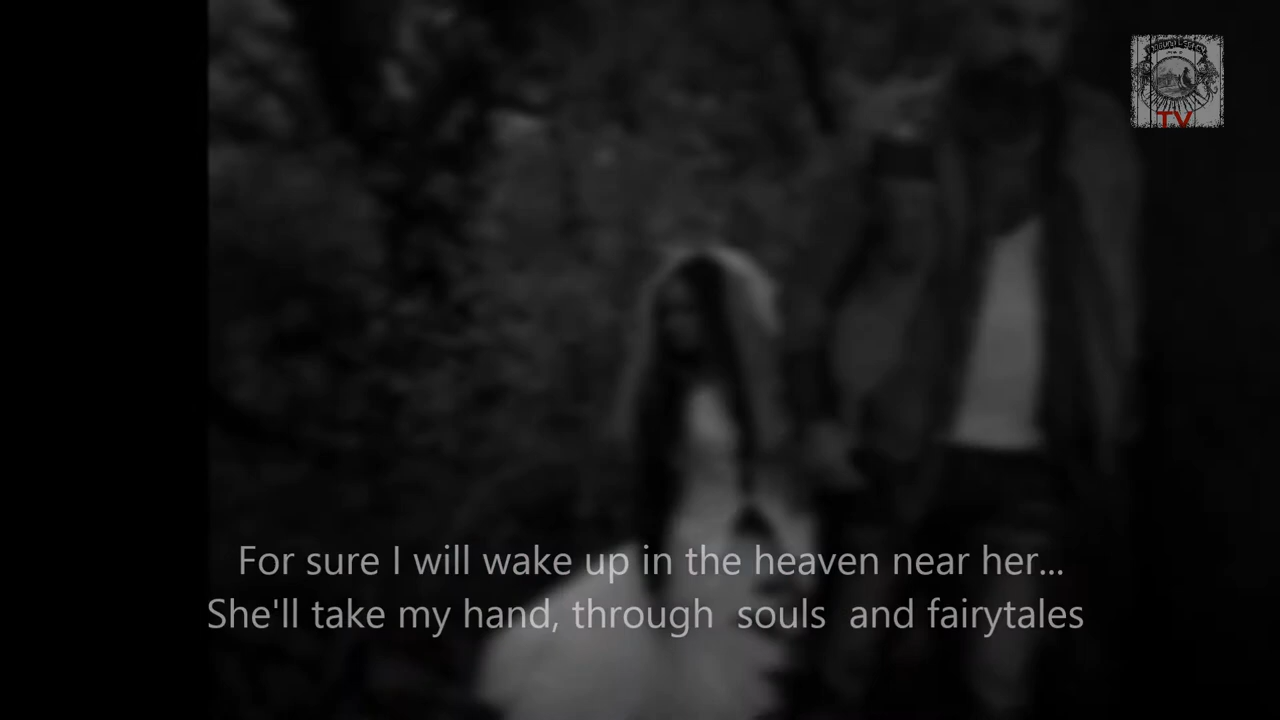 For sure I will wake up in the heaven near her...
She'll take my hand, through souls and fairytales
TV